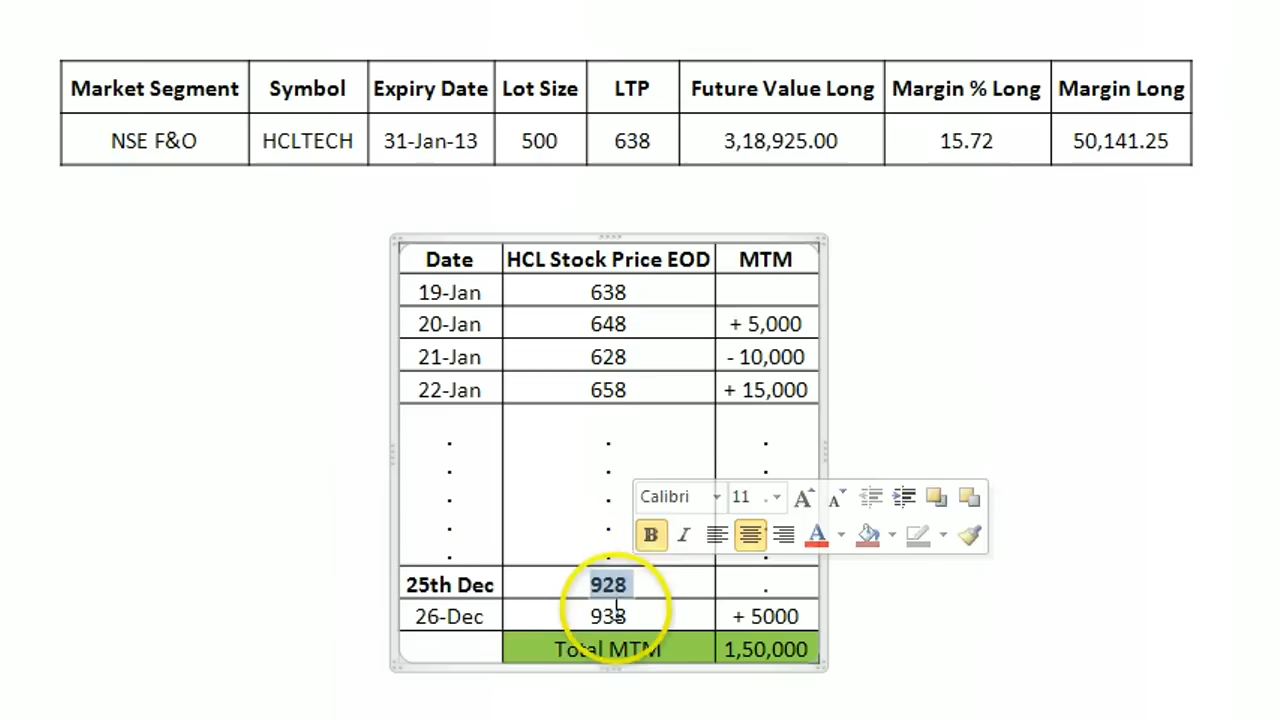 Market Segment Symbol Expiry Date Lot Size LTP Future Value Long Margin % Long Margin Long
NSE F&O HCLTECH 31-Jan-13 500 638 3,18,925.00 15.72 50,141.25
Date HCL Stock Price EOD MTM
19-Jan 638
20-Jan 648 + 5,000
21-Jan 628 - 10,000
22-Jan 658 + 15,000
. . .
. . .
. 
. 
. . .
Calibri 11
B I A
25th Dec 928 .
26-Dec 938 + 5000
Total MTM 1,50,000